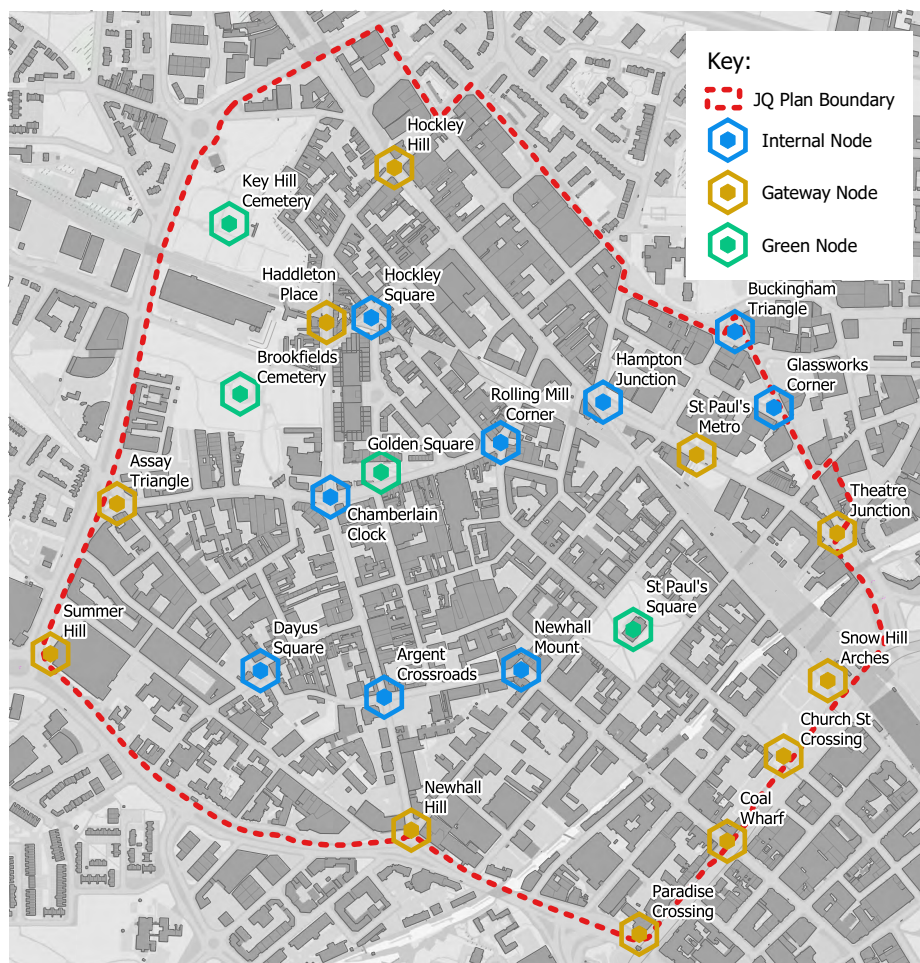 Key:
JQ Plan Boundary
Internal Node
Gateway Node
Green Node
Hockley
Hill
Key Hill
Cemetery
Haddleton
Place
Hockley
Square
Buckingham
Triangle
Brookfields
Cemetery
Hampton
Junction
Glassworks
Corner
Rolling Mill
Corner
St Paul's
Metro
Golden Square
Assay
Triangle
Chamberlain
Clock
Theatre
Junction
Summer
Hill
Dayus
Square
Argent
Crossroads
Newhall
Mount
St Paul's
Square
Snow Hill
Arches
Church St
Crossing
Newhall
Hill
Coal
Wharf
Paradise
Crossing